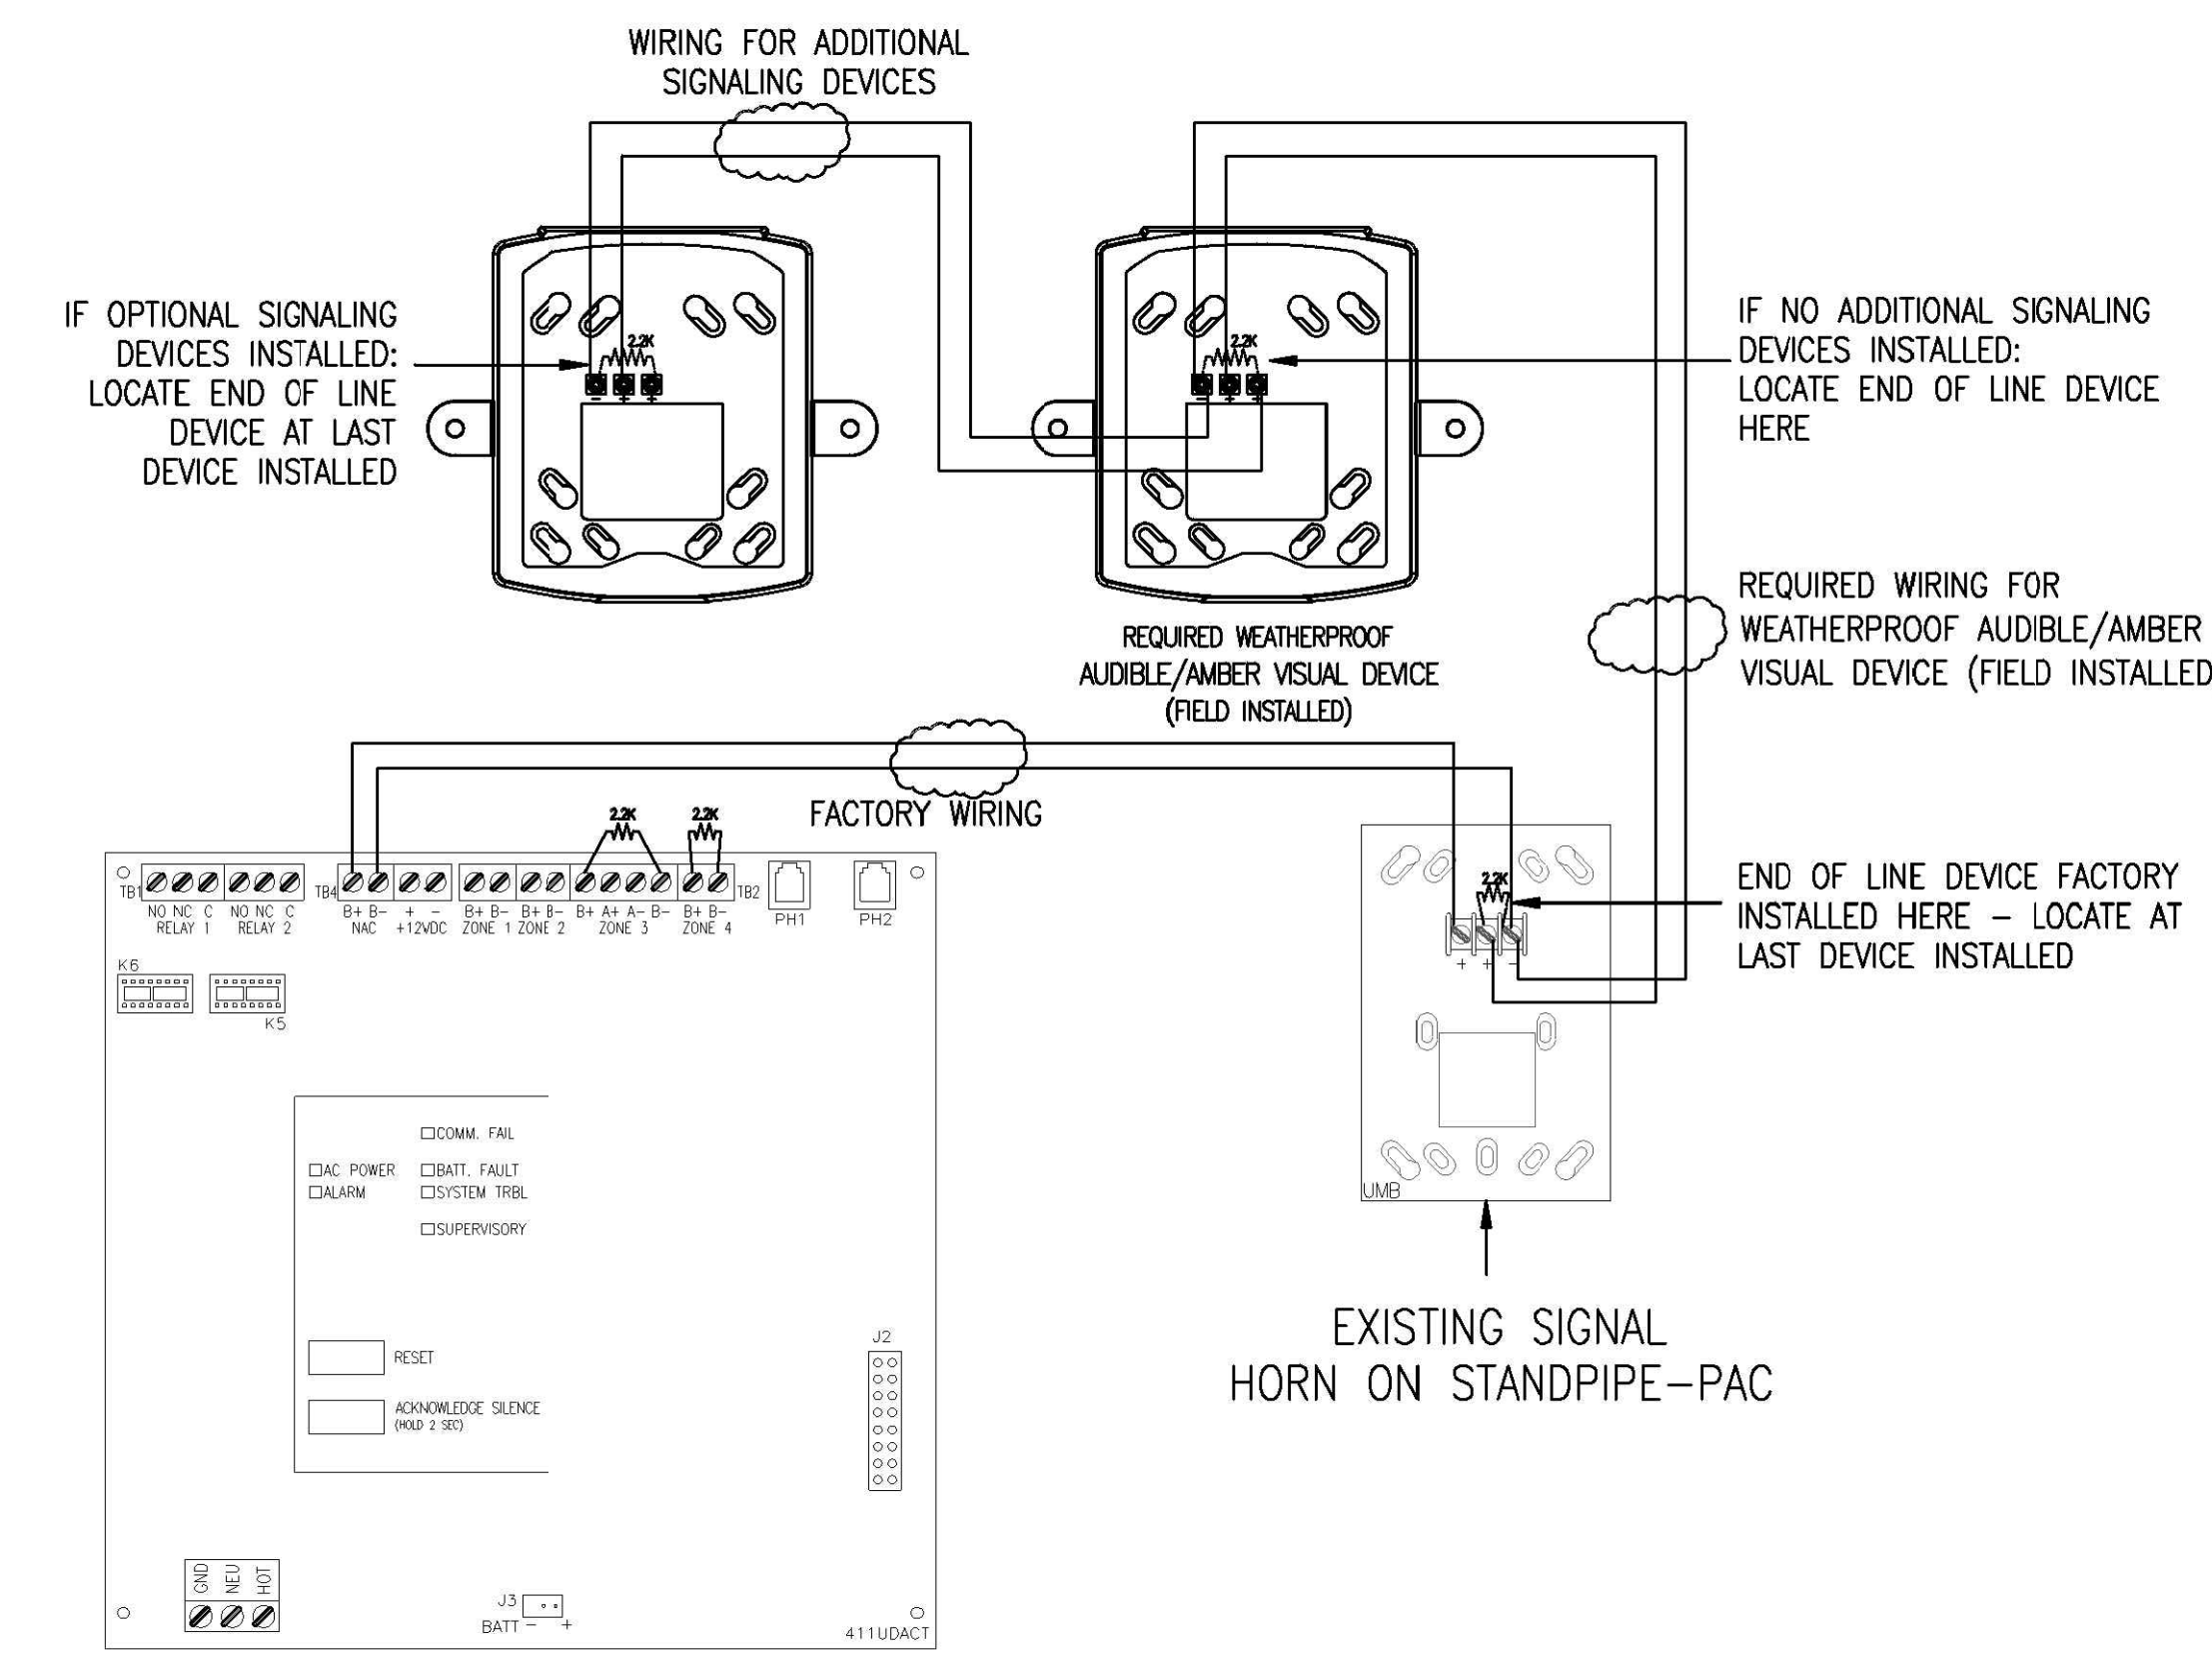 WIRING FOR ADDITIONAL
SIGNALING DEVICES
IF OPTIONAL SIGNALING
DEVICES INSTALLED:
LOCATE END OF LINE
DEVICE AT LAST
DEVICE INSTALLED
2.2K
- + +
2.2K
- + +
IF NO ADDITIONAL SIGNALING
DEVICES INSTALLED:
LOCATE END OF LINE DEVICE
HERE
REQUIRED WEATHERPROOF
AUDIBLE/AMBER VISUAL DEVICE
(FIELD INSTALLED)
REQUIRED WIRING FOR
WEATHERPROOF AUDIBLE/AMBER
VISUAL DEVICE (FIELD INSTALLED
FACTORY WIRING
2.2K
2.2K
TB1
TB4
TB2
NO NC C NO NC C
RELAY 1 RELAY 2
B+ B- + - B+ B- B+ B- B+ A+ A- B- B+ B-
NAC +12VDC ZONE 1 ZONE 2 ZONE 3 ZONE 4
PH1
PH2
K6
K5
2.2K
+ + -
END OF LINE DEVICE FACTORY
INSTALLED HERE - LOCATE AT
LAST DEVICE INSTALLED
UMB
EXISTING SIGNAL
HORN ON STANDPIPE-PAC
COMM. FAIL
AC POWER
BATT. FAULT
ALARM
SYSTEM TRBL
SUPERVISORY
RESET
ACKNOWLEDGE SILENCE
(HOLD 2 SEC)
J2
GND
NEU
HOT
J3
BATT - +
411UDACT